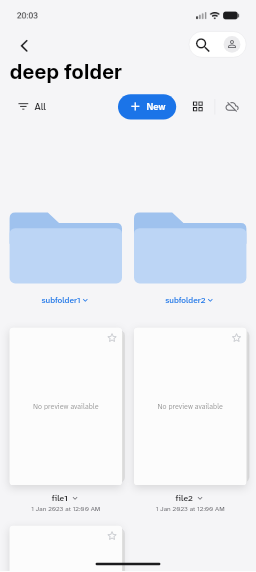 20:03
deep folder
All
New
subfolder1
subfolder2
No preview available
No preview available
file1
file2
1 Jan 2023 at 12:00 AM
1 Jan 2023 at 12:00 AM